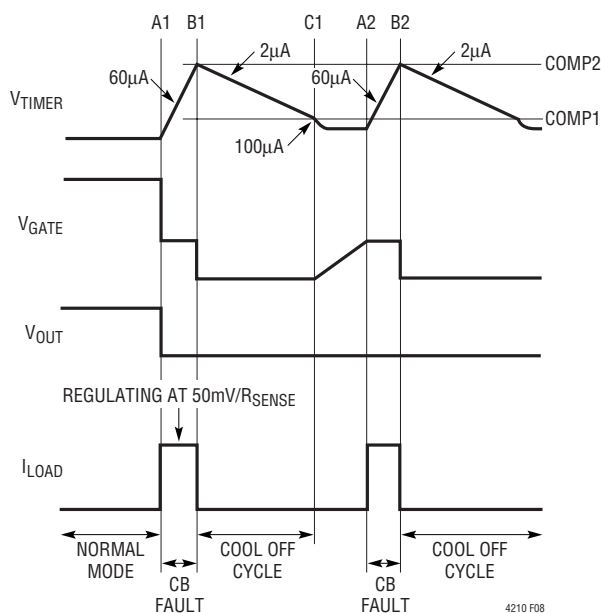 A1 B1 C1 A2 B2
2µA 2µA COMP2
60µA 60µA
VTIMER
COMP1
100µA
VGATE
VOUT
REGULATING AT 50mV/RSENSE
ILOAD
NORMAL MODE
CB FAULT
COOL OFF CYCLE
CB FAULT
COOL OFF CYCLE
4210 F08